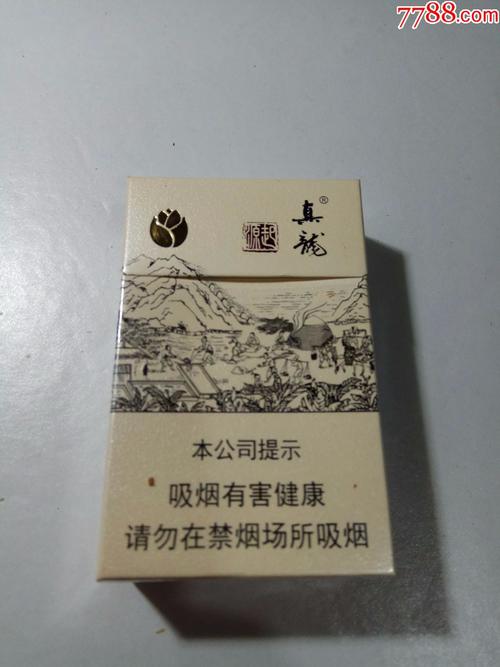 7788.com
真龙®
起源
本公司提示
吸烟有害健康
请勿在禁烟场所吸烟